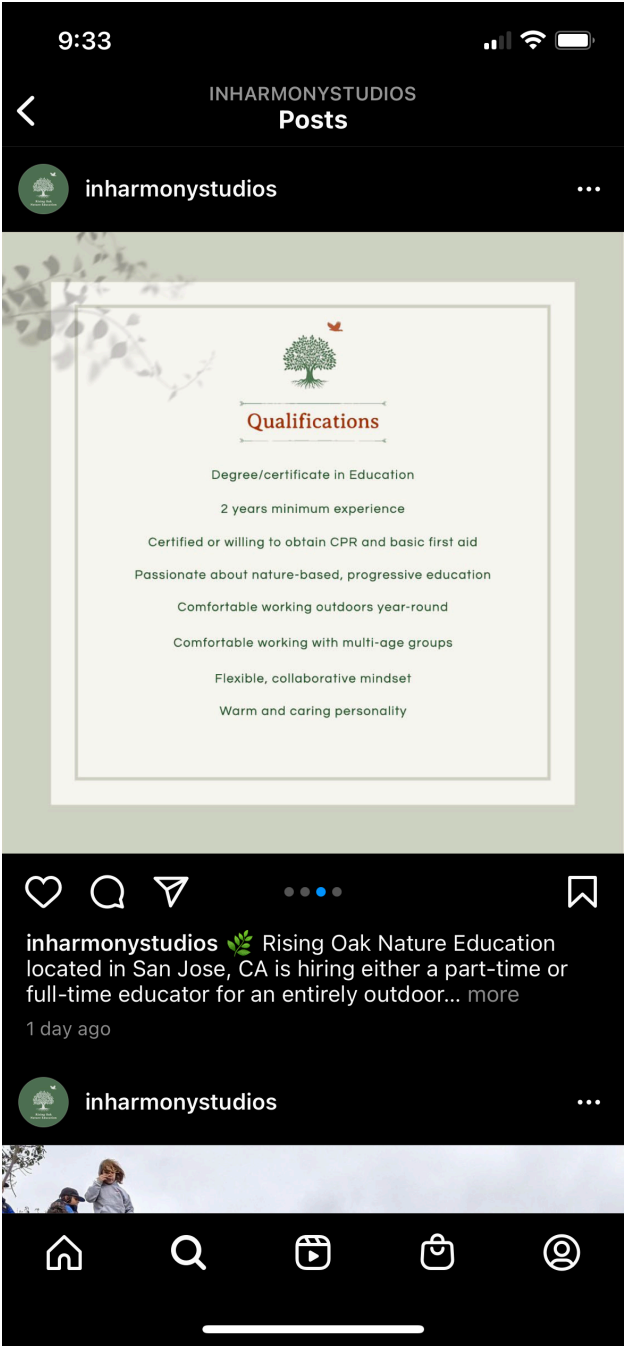 9:33
INHARMONYSTUDIOS
Posts
inharmonystudios
Qualifications
Degree/certificate in Education
2 years minimum experience
Certified or willing to obtain CPR and basic first aid
Passionate about nature-based, progressive education
Comfortable working outdoors year-round
Comfortable working with multi-age groups
Flexible, collaborative mindset
Warm and caring personality
inharmonystudios 🌿 Rising Oak Nature Education
located in San Jose, CA is hiring either a part-time or
full-time educator for an entirely outdoor... more
1 day ago
inharmonystudios